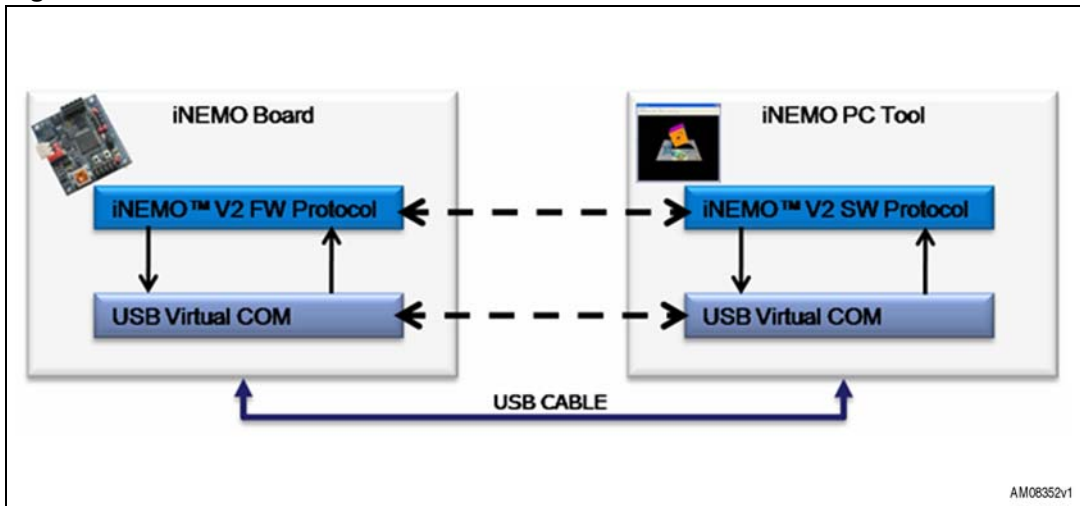 iNEMO Board
iNEMO PC Tool
iNEMO™ V2 FW Protocol
iNEMO™ V2 SW Protocol
USB Virtual COM
USB Virtual COM
USB CABLE
AM08352v1